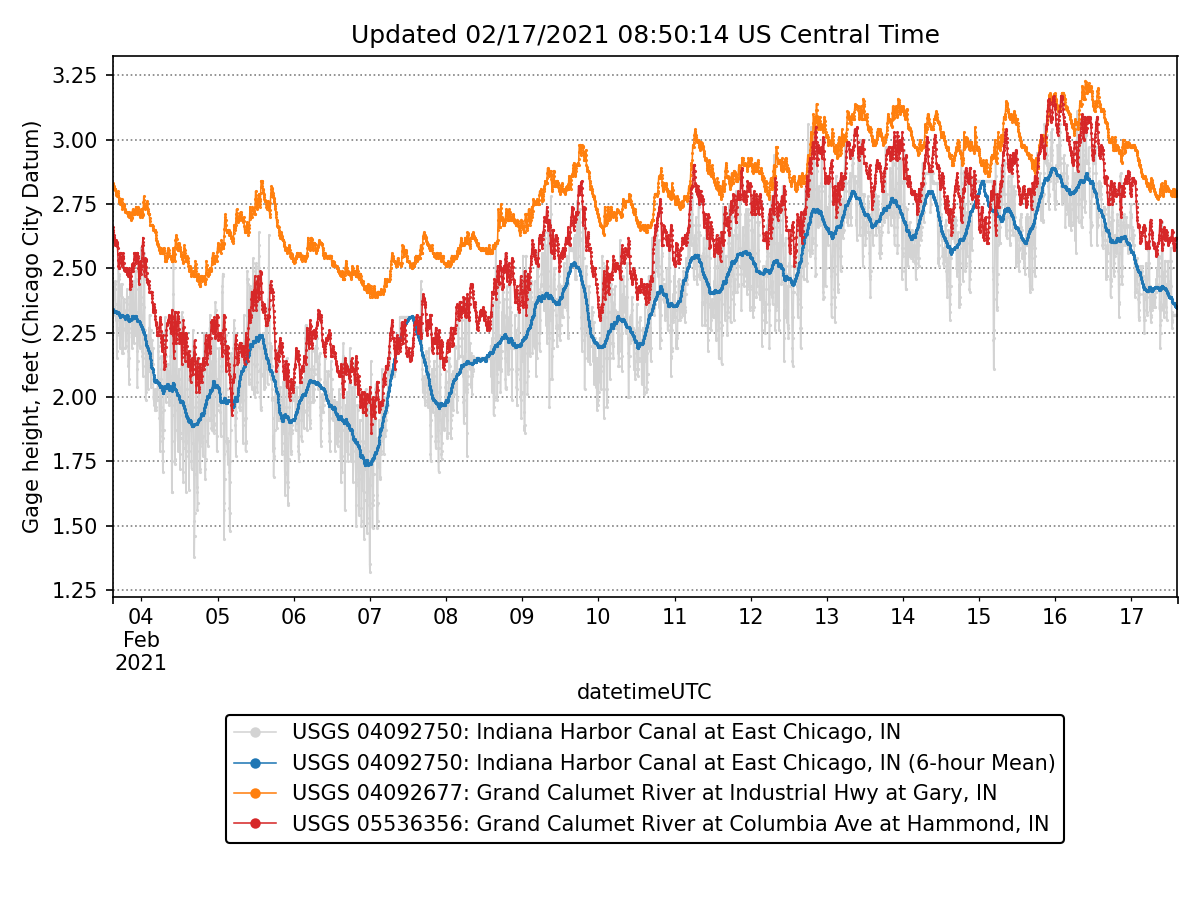 Updated 02/17/2021 08:50:14 US Central Time
Gage height, feet (Chicago City Datum)
3.25
3.00
2.75
2.50
2.25
2.00
1.75
1.50
1.25
04 05 06 07 08 09 10 11 12 13 14 15 16 17
Feb
2021
datetimeUTC
USGS 04092750: Indiana Harbor Canal at East Chicago, IN
USGS 04092750: Indiana Harbor Canal at East Chicago, IN (6-hour Mean)
USGS 04092677: Grand Calumet River at Industrial Hwy at Gary, IN
USGS 05536356: Grand Calumet River at Columbia Ave at Hammond, IN